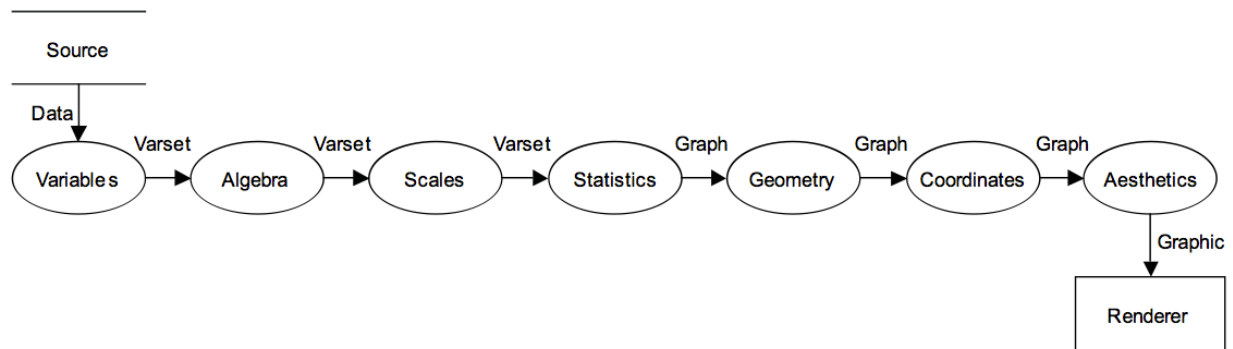 Source
Data
Varset
Varset
Varset
Graph
Graph
Graph
Variables
Algebra
Scales
Statistics
Geometry
Coordinates
Aesthetics
Graphic
Renderer